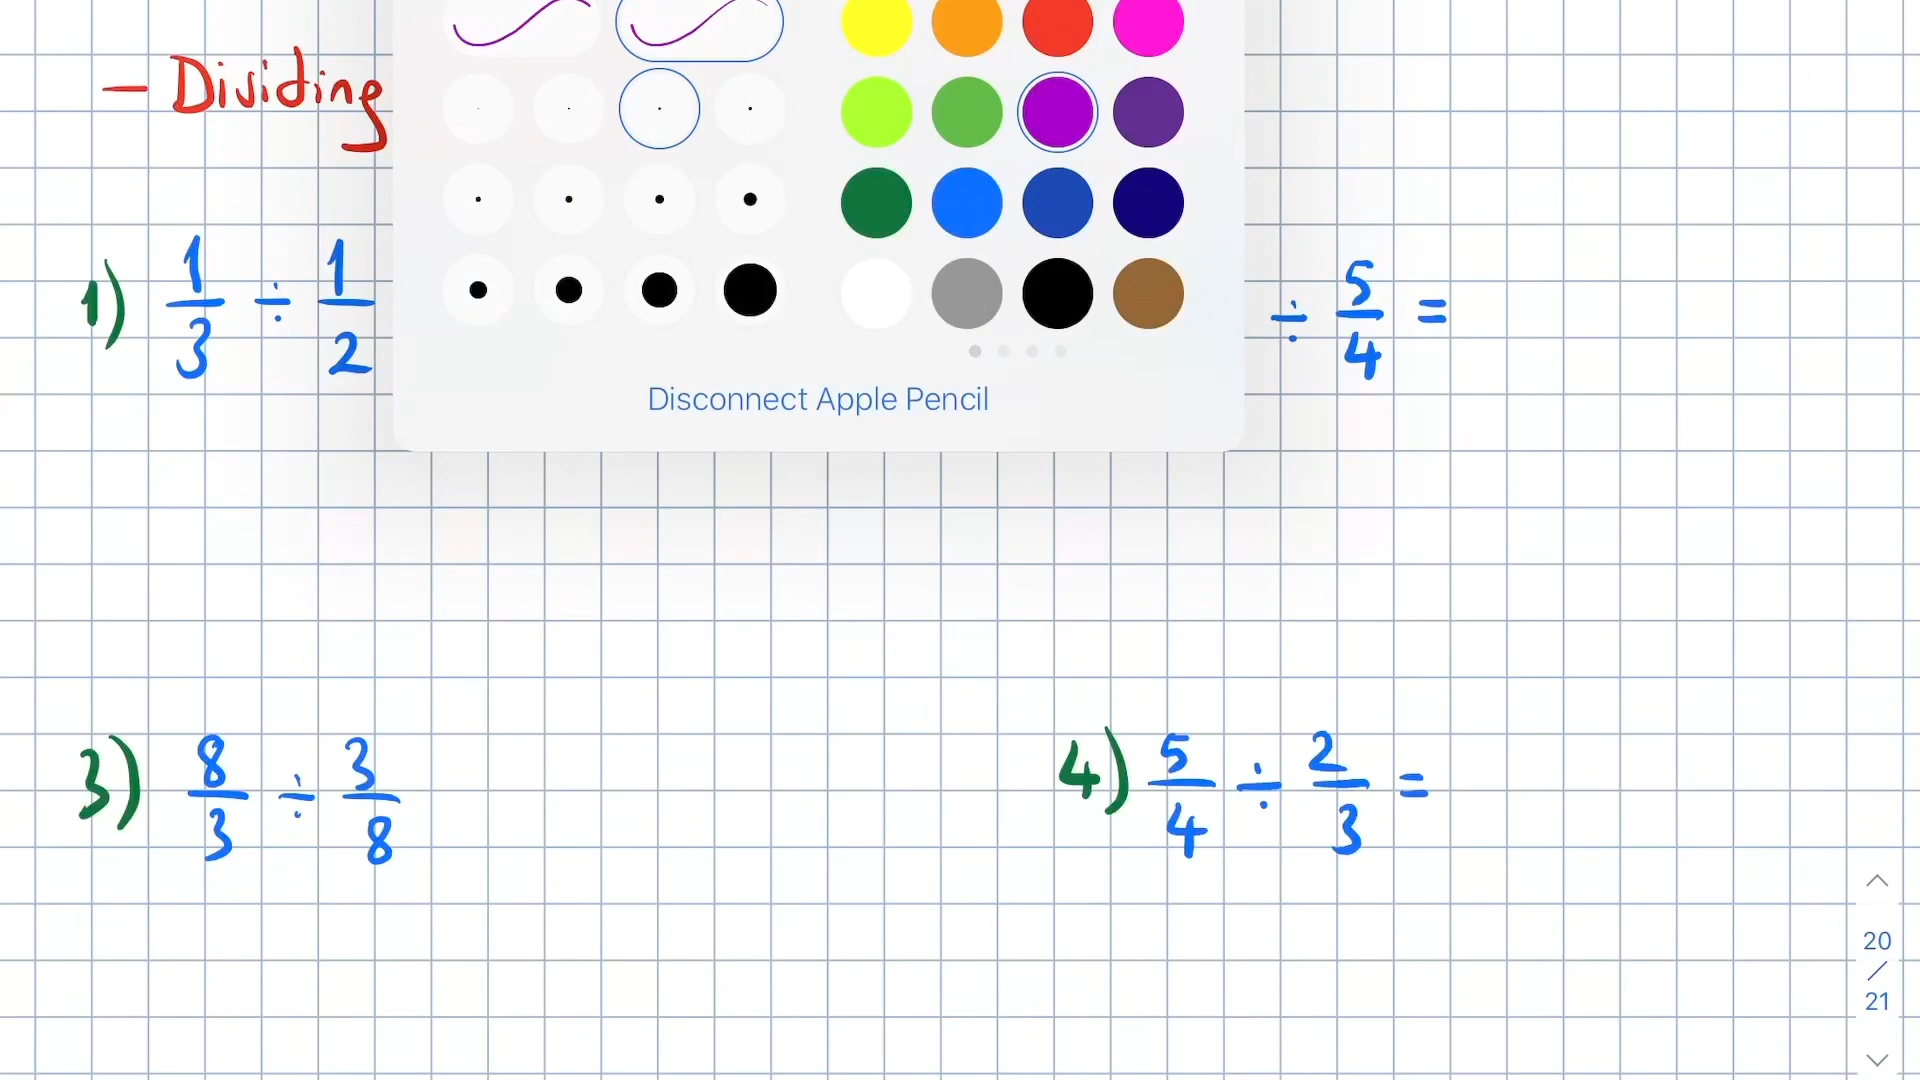 - Dividing
1) 1/3 ÷ 1/2
÷ 5/4 =
Disconnect Apple Pencil
3) 8/3 ÷ 3/8
4) 5/4 ÷ 2/3 =
20
/
21